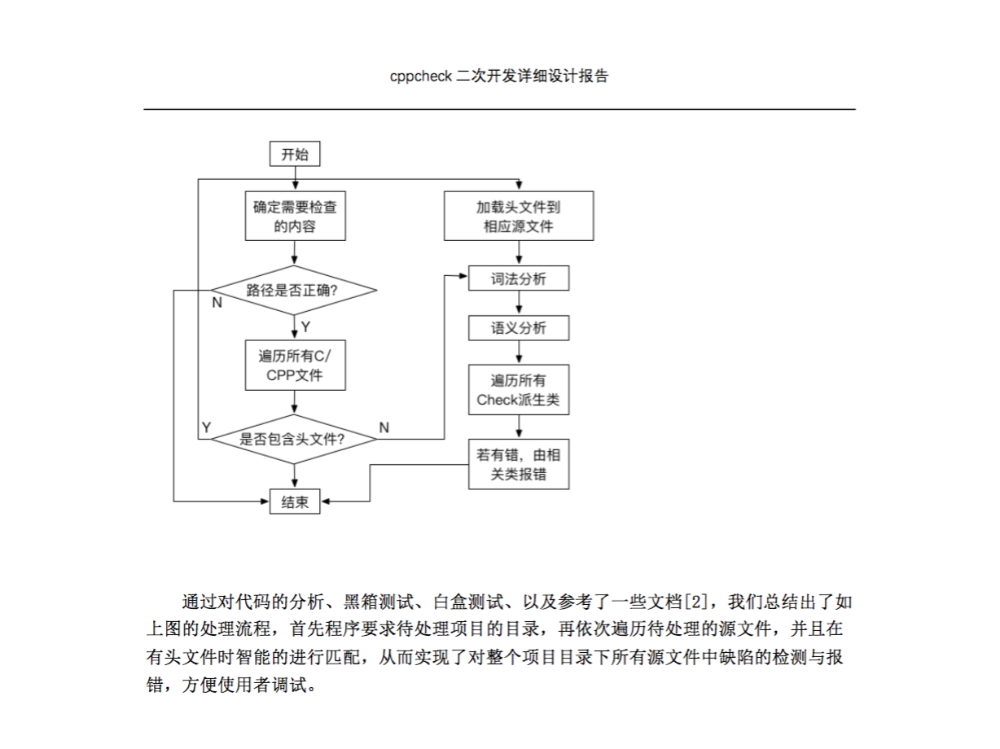 cppcheck 二次开发详细设计报告
开始
确定需要检查
的内容
路径是否正确?
N
Y
遍历所有C/
CPP文件
Y
是否包含头文件?
N
结束
加载头文件到
相应源文件
词法分析
语义分析
遍历所有
Check派生类
若有错，由相
关类报错
通过对代码的分析、黑箱测试、白盒测试、以及参考了一些文档[2]，我们总结出了如
上图的处理流程，首先程序要求待处理项目的目录，再依次遍历待处理的源文件，并且在
有头文件时智能的进行匹配，从而实现了对整个项目目录下所有源文件中缺陷的检测与报
错，方便使用者调试。